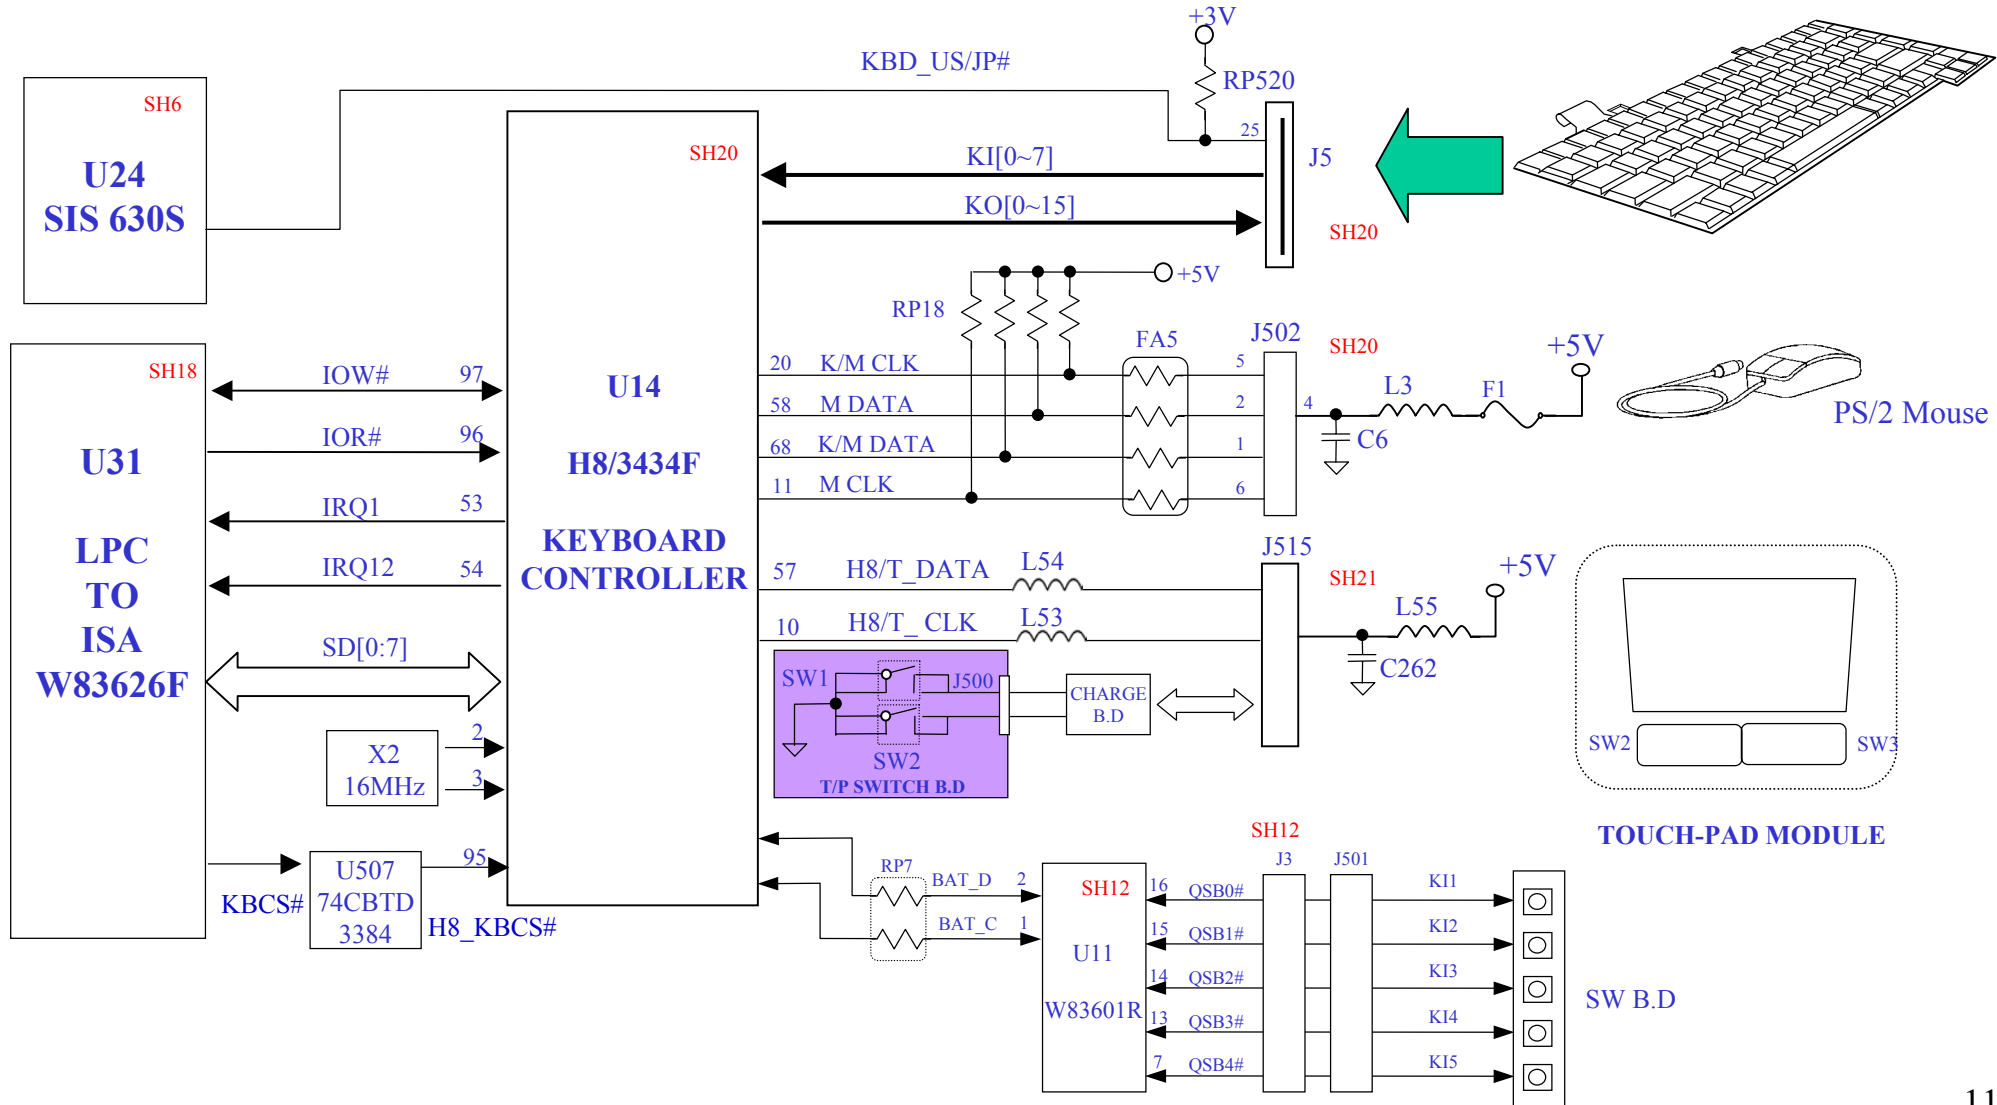 +3V
KBD_US/JP#
RP520
SH6
U24
SIS 630S
SH20
25
KI[0~7]
J5
KO[0~15]
SH20
+5V
RP18
FA5
J502
SH20
+5V
SH18
IOW#
97
U14
20
K/M CLK
5
L3
F1
58
M DATA
2
4
C6
PS/2 Mouse
IOR#
96
68
K/M DATA
1
U31
H8/3434F
11
M CLK
6
IRQ1
53
LPC
TO
ISA
W83626F
KEYBOARD
CONTROLLER
J515
IRQ12
54
57
H8/T_DATA
L54
SH21
+5V
10
H8/T_ CLK
L53
L55
C262
SD[0:7]
SW1
J500
CHARGE
B.D
SW2
T/P SWITCH B.D
SW2
SW3
TOUCH-PAD MODULE
X2
16MHz
2
3
KBCS#
U507
74CBTD
3384
95
H8_KBCS#
SH12
RP7
BAT_D
2
BAT_C
1
SH12
U11
W83601R
J3
J501
16
QSB0#
KI1
15
QSB1#
KI2
14
QSB2#
KI3
13
QSB3#
KI4
7
QSB4#
KI5
SW B.D
11